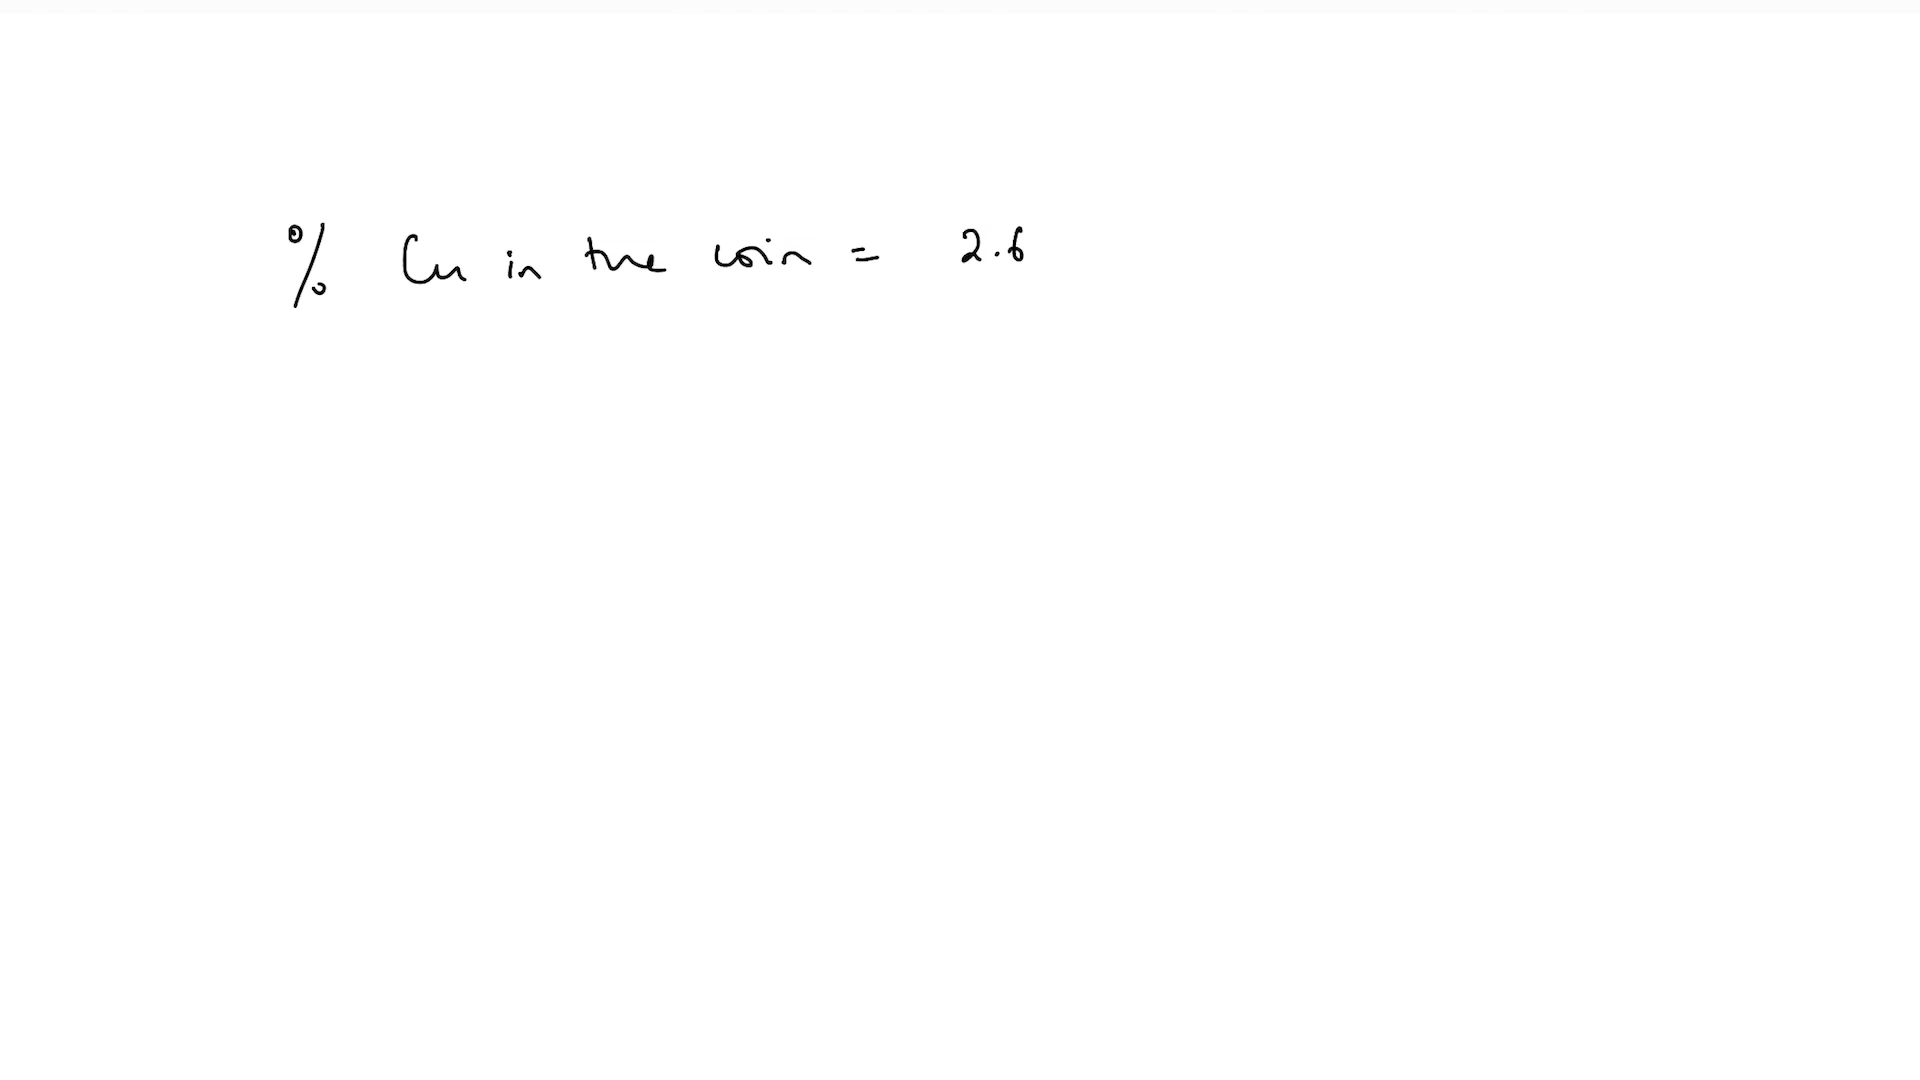 % Cu in the coin = 2.6